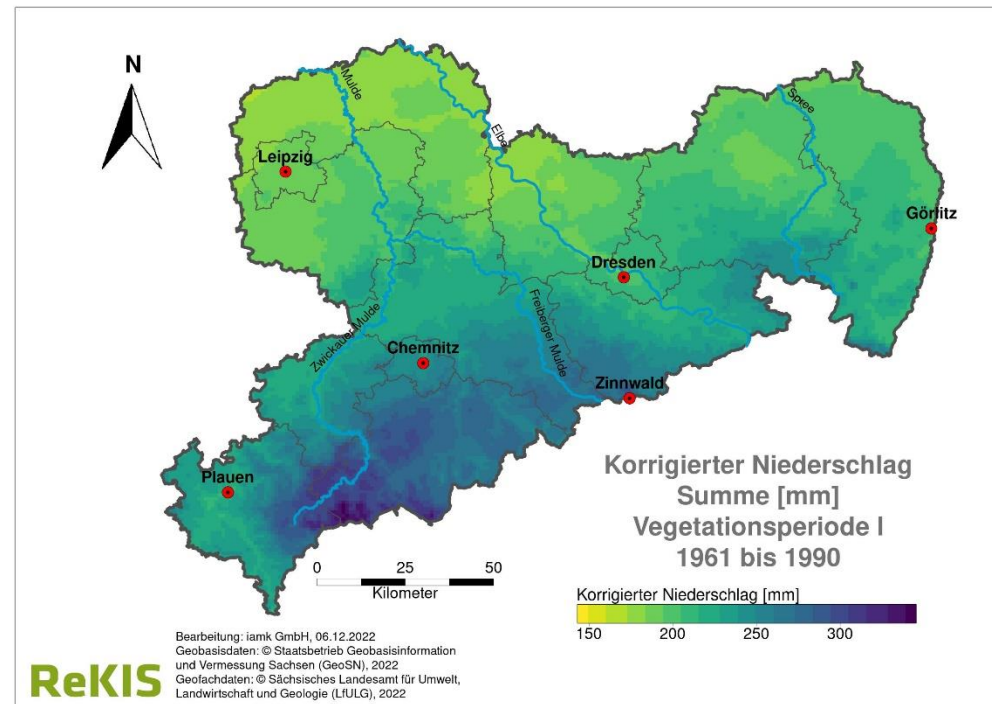 N
Mulde
Elbe
Spree
Leipzig
Görlitz
Dresden
Zwickauer Mulde
Freiberger Mulde
Chemnitz
Zinnwald
Plauen
Korrigierter Niederschlag
Summe [mm]
Vegetationsperiode I
1961 bis 1990
0 25 50
Kilometer
Korrigierter Niederschlag [mm]
150 200 250 300
ReKIS
Bearbeitung: iamk GmbH, 06.12.2022
Geobasisdaten: © Staatsbetrieb Geobasisinformation
und Vermessung Sachsen (GeoSN), 2022
Geofachdaten: © Sächsisches Landesamt für Umwelt,
Landwirtschaft und Geologie (LfULG), 2022